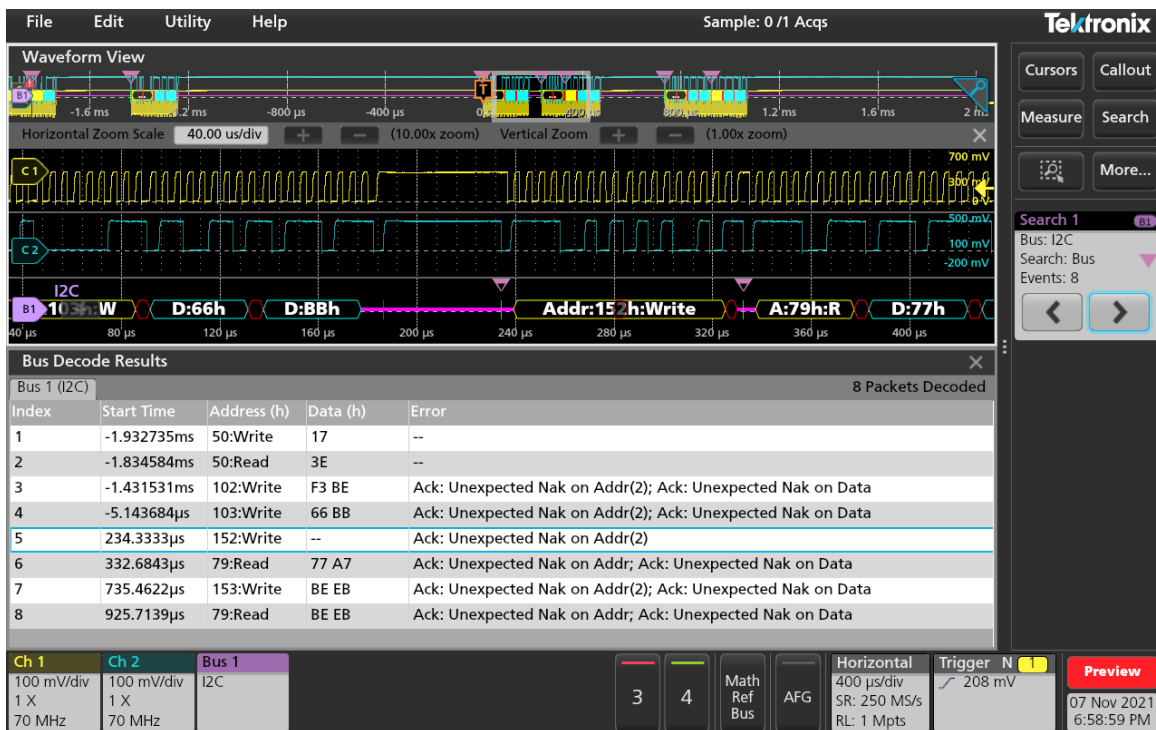 File Edit Utility Help Sample: 0 /1 Acqs Tektronix
Waveform View
B1 T
-1.6 ms -800 µs -400 µs 1.2 ms 1.6 ms
Horizontal Zoom Scale 40.00 us/div + − (10.00x zoom) Vertical Zoom + − (1.00x zoom) ✕
C 1 700 mV
300 mV
0 V
C 2 500 mV
100 mV
-200 mV
I2C
B1 103h:W D:66h D:BBh Addr:152h:Write A:79h:R D:77h
40 µs 80 µs 120 µs 160 µs 200 µs 240 µs 280 µs 320 µs 360 µs 400 µs
Bus Decode Results ✕
Bus 1 (I2C) 8 Packets Decoded
Index Start Time Address (h) Data (h) Error
1 -1.932735ms 50:Write 17 --
2 -1.834584ms 50:Read 3E --
3 -1.431531ms 102:Write F3 BE Ack: Unexpected Nak on Addr(2); Ack: Unexpected Nak on Data
4 -5.143684µs 103:Write 66 BB Ack: Unexpected Nak on Addr(2); Ack: Unexpected Nak on Data
5 234.3333µs 152:Write -- Ack: Unexpected Nak on Addr(2)
6 332.6843µs 79:Read 77 A7 Ack: Unexpected Nak on Addr; Ack: Unexpected Nak on Data
7 735.4622µs 153:Write BE EB Ack: Unexpected Nak on Addr(2); Ack: Unexpected Nak on Data
8 925.7139µs 79:Read BE EB Ack: Unexpected Nak on Addr; Ack: Unexpected Nak on Data
Cursors Callout
Measure Search
More...
Search 1 B1
Bus: I2C
Search: Bus
Events: 8
Ch 1
100 mV/div
1 X
70 MHz
Ch 2
100 mV/div
1 X
70 MHz
Bus 1
I2C
3
4
Math
Ref
Bus
AFG
Horizontal
400 µs/div
SR: 250 MS/s
RL: 1 Mpts
Trigger N 1
208 mV
Preview
07 Nov 2021
6:58:59 PM